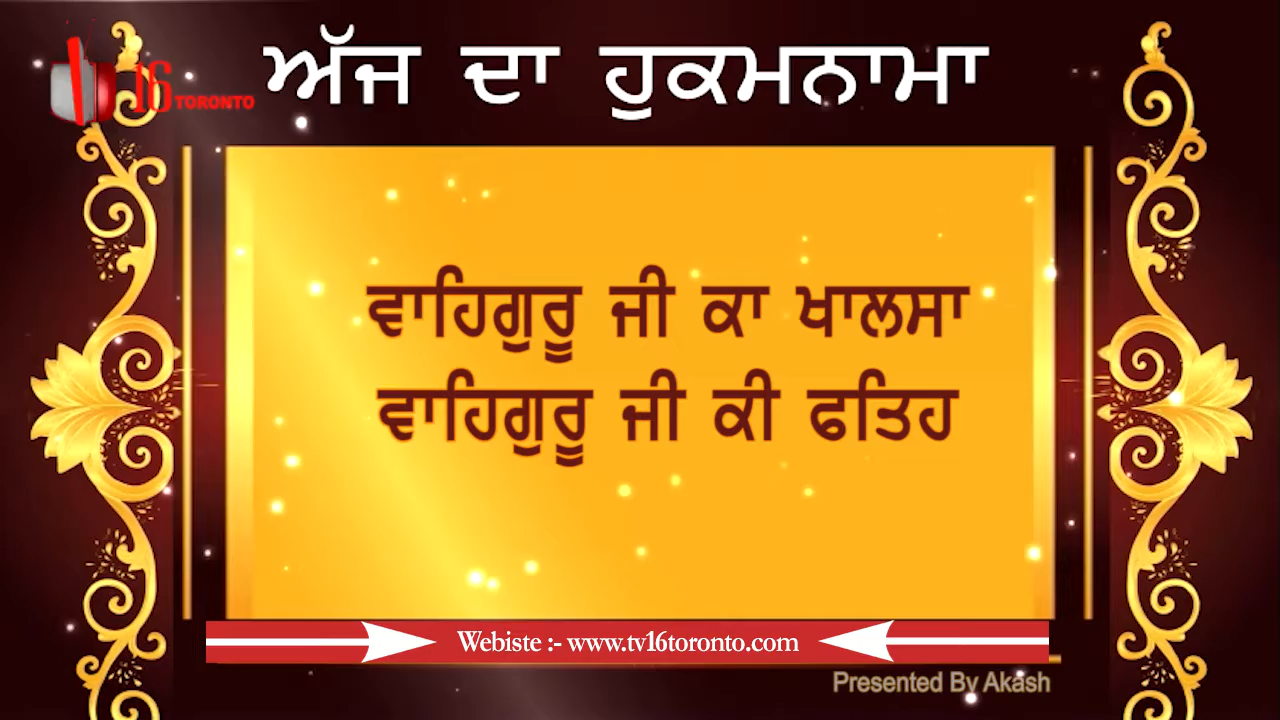 ਅੱਜ ਦਾ ਹੁਕਮਨਾਮਾ
16 TORONTO
ਵਾਹਿਗੁਰੂ ਜੀ ਕਾ ਖਾਲਸਾ
ਵਾਹਿਗੁਰੂ ਜੀ ਕੀ ਫਤਿਹ
Webiste :- www.tv16toronto.com
Presented By Akash